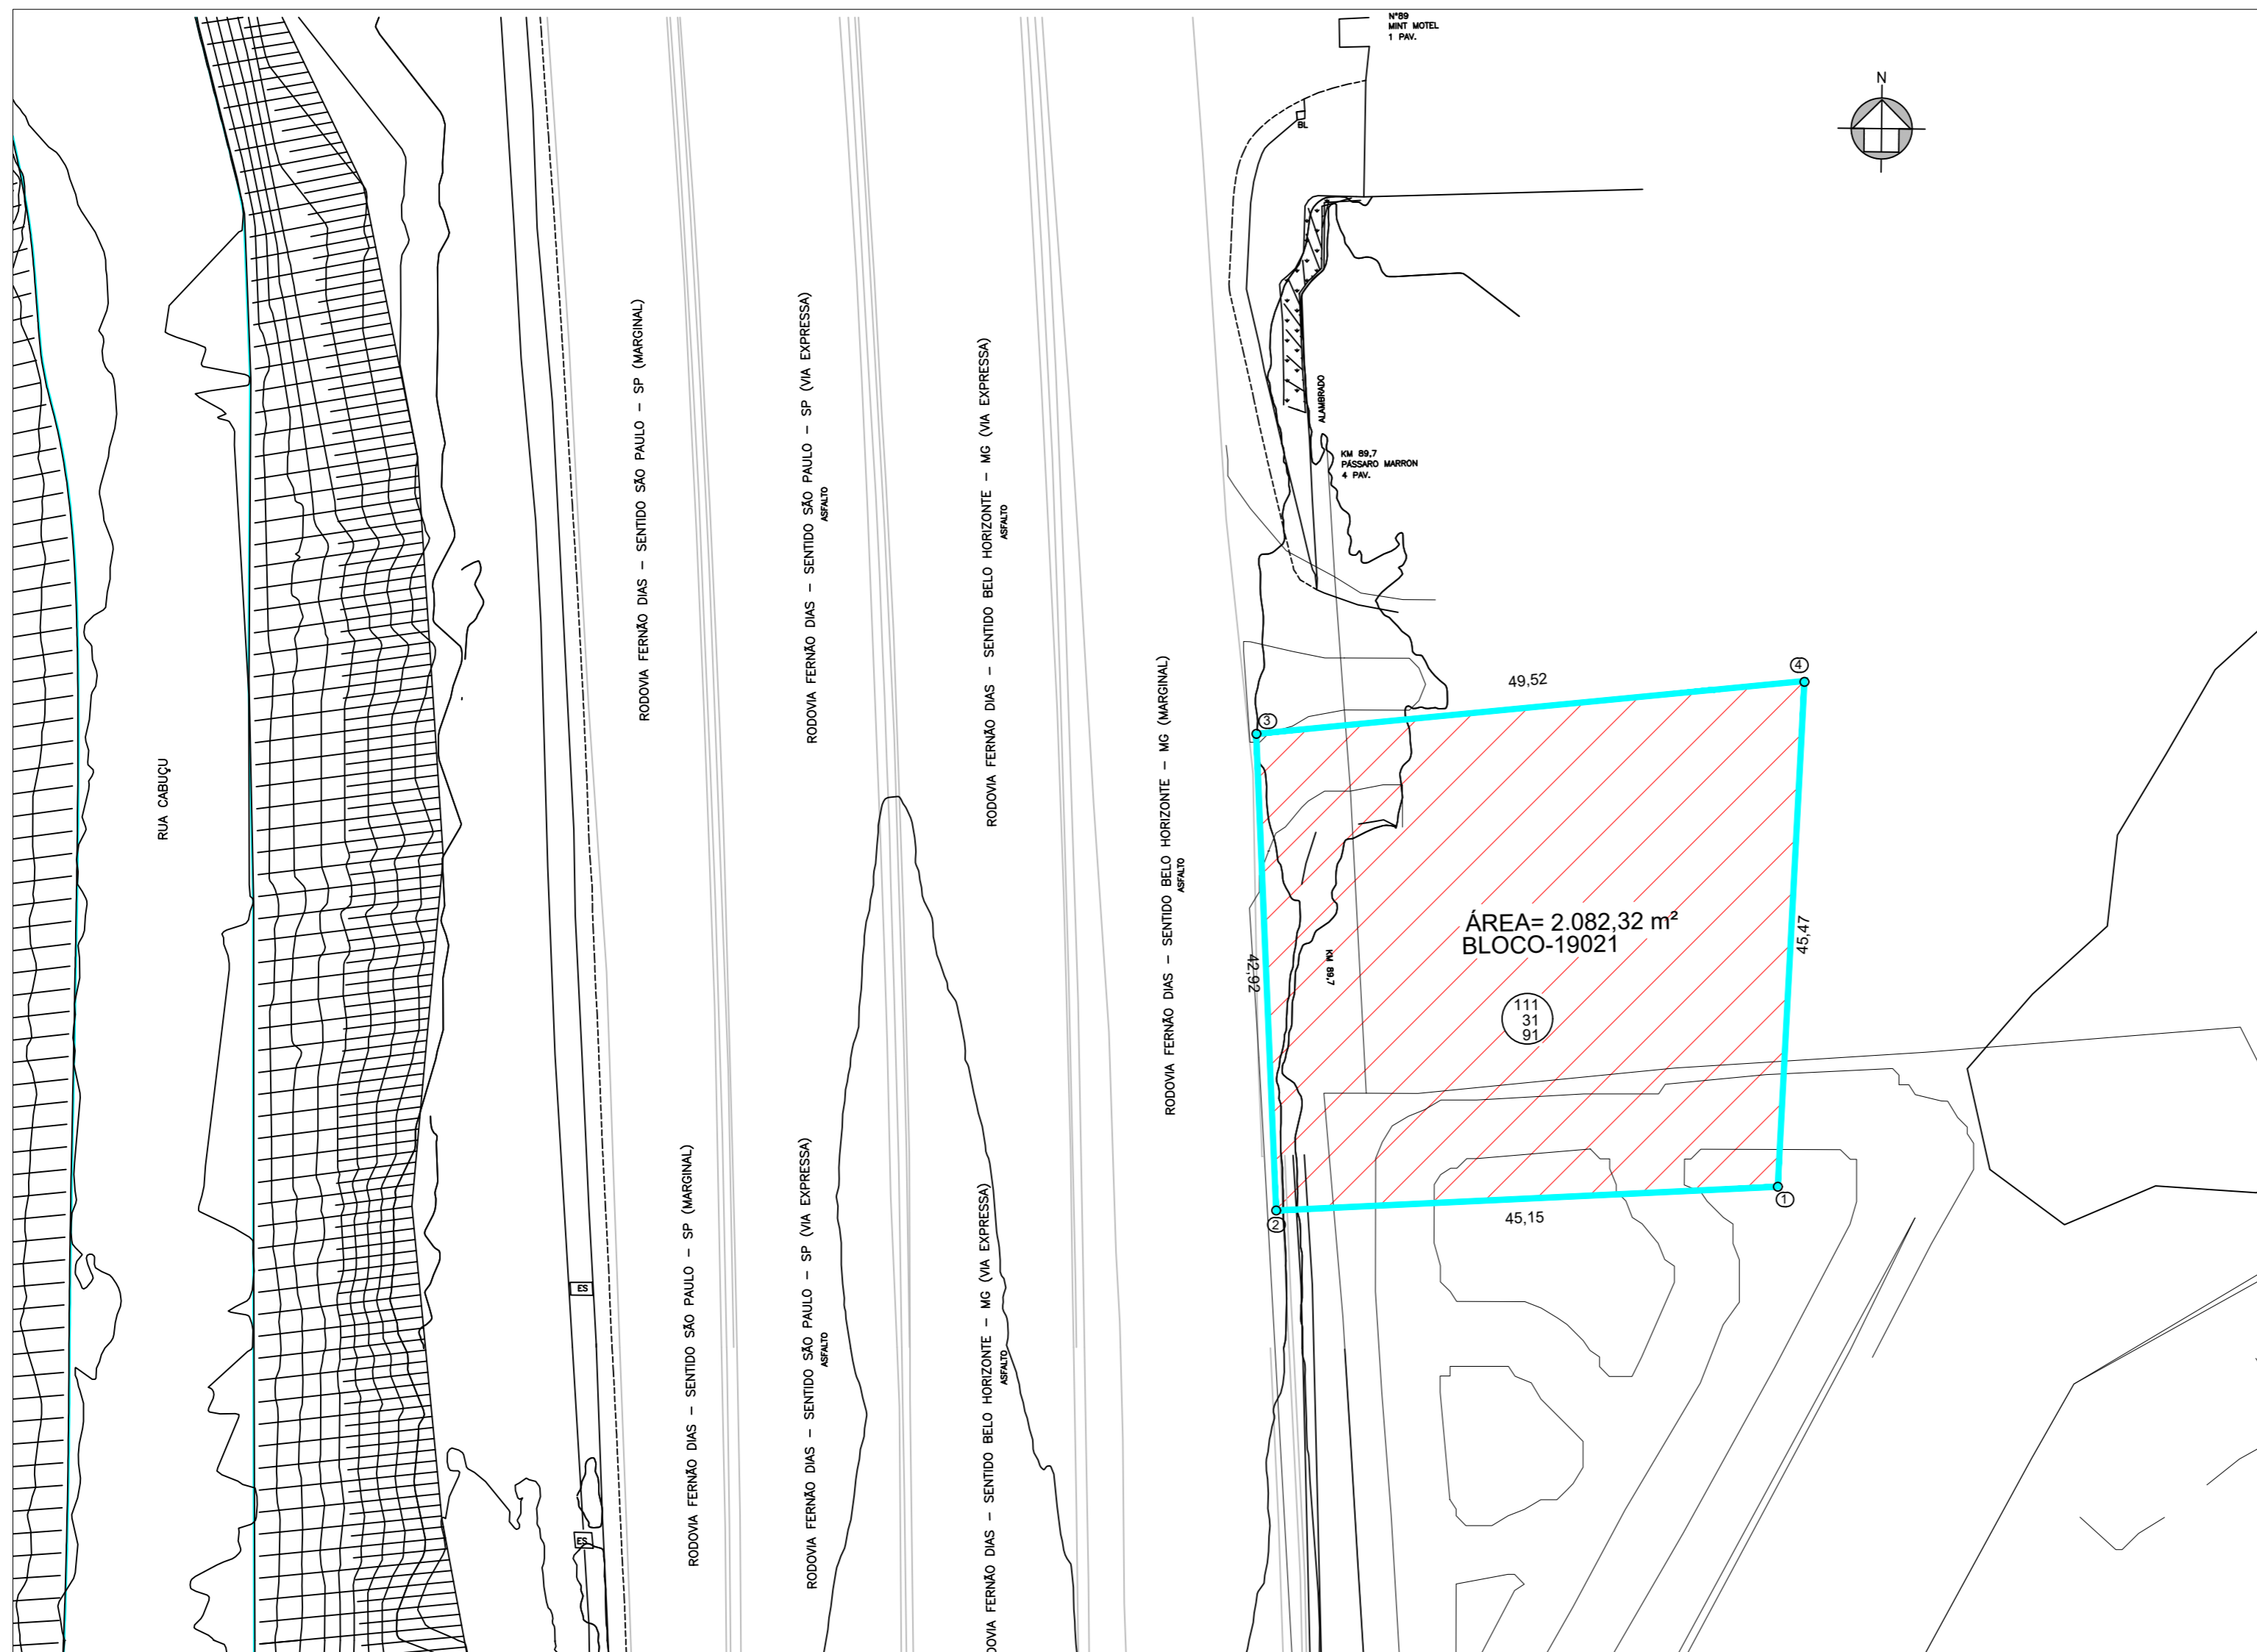 N°89
MINT MOTEL
1 PAV.
N
BL
ALAMBRADO
KM 89,7
PÁSSARO MARRON
4 PAV.
RODOVIA FERNÃO DIAS – SENTIDO SÃO PAULO – SP (MARGINAL)
RODOVIA FERNÃO DIAS – SENTIDO SÃO PAULO – SP (VIA EXPRESSA)
ASFALTO
RODOVIA FERNÃO DIAS – SENTIDO BELO HORIZONTE – MG (VIA EXPRESSA)
ASFALTO
RODOVIA FERNÃO DIAS – SENTIDO BELO HORIZONTE – MG (MARGINAL)
ASFALTO
RUA CABUÇU
4
49,52
3
ÁREA= 2.082,32 m²
BLOCO-19021
45,47
42,92
KM 89,7
111
31
91
1
2
45,15
RODOVIA FERNÃO DIAS – SENTIDO SÃO PAULO – SP (MARGINAL)
RODOVIA FERNÃO DIAS – SENTIDO SÃO PAULO – SP (VIA EXPRESSA)
ASFALTO
DOVIA FERNÃO DIAS – SENTIDO BELO HORIZONTE – MG (VIA EXPRESSA)
ASFALTO
ES
ES